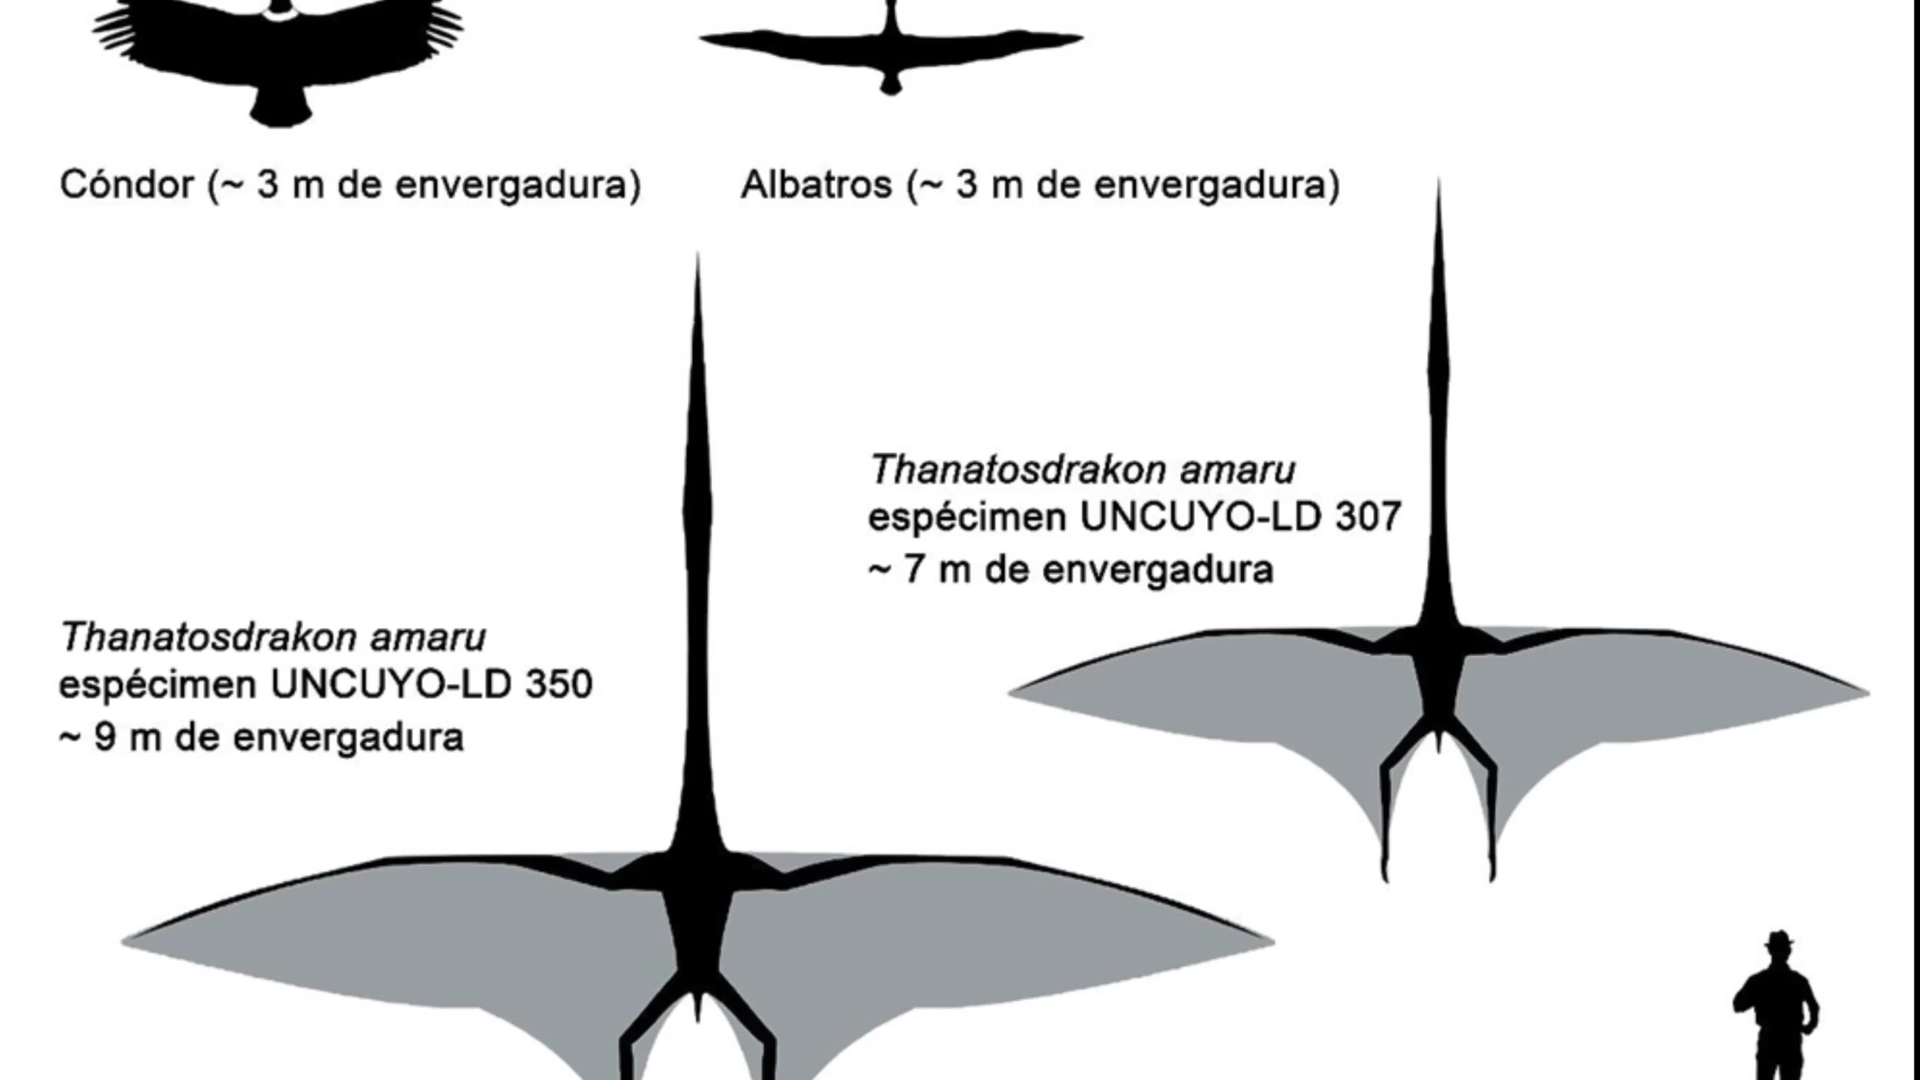 Cóndor (~ 3 m de envergadura)
Albatros (~ 3 m de envergadura)
Thanatosdrakon amaru
espécimen UNCUYO-LD 307
~ 7 m de envergadura
Thanatosdrakon amaru
espécimen UNCUYO-LD 350
~ 9 m de envergadura